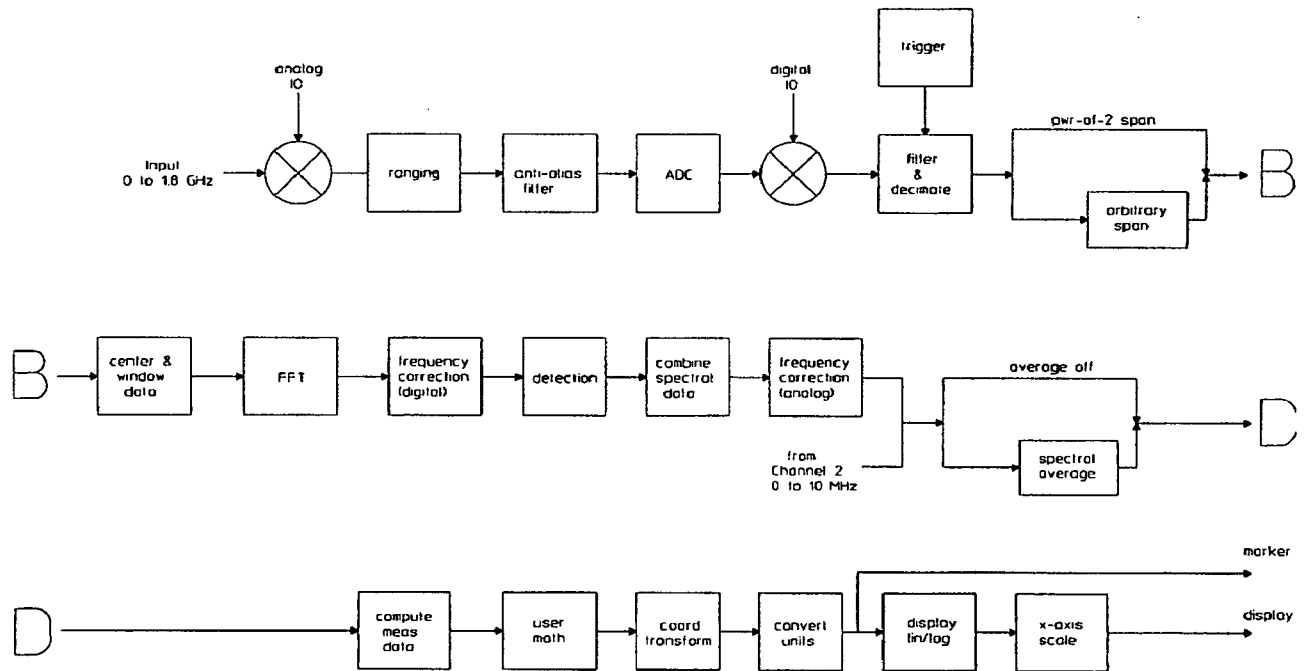 trigger
analog
LO
digital
LO
pwr-of-2 span
Input
0 to 1.8 GHz
ranging
anti-alias
filter
ADC
filter
&
decimate
arbitrary
span
B
B
center &
window
data
FFT
frequency
correction
(digital)
detection
combine
spectral
data
frequency
correction
(analog)
average off
D
from
Channel 2
0 to 10 MHz
spectral
average
marker
D
compute
meas
data
user
math
coord
transform
convert
units
display
lin/log
x-axis
scale
display